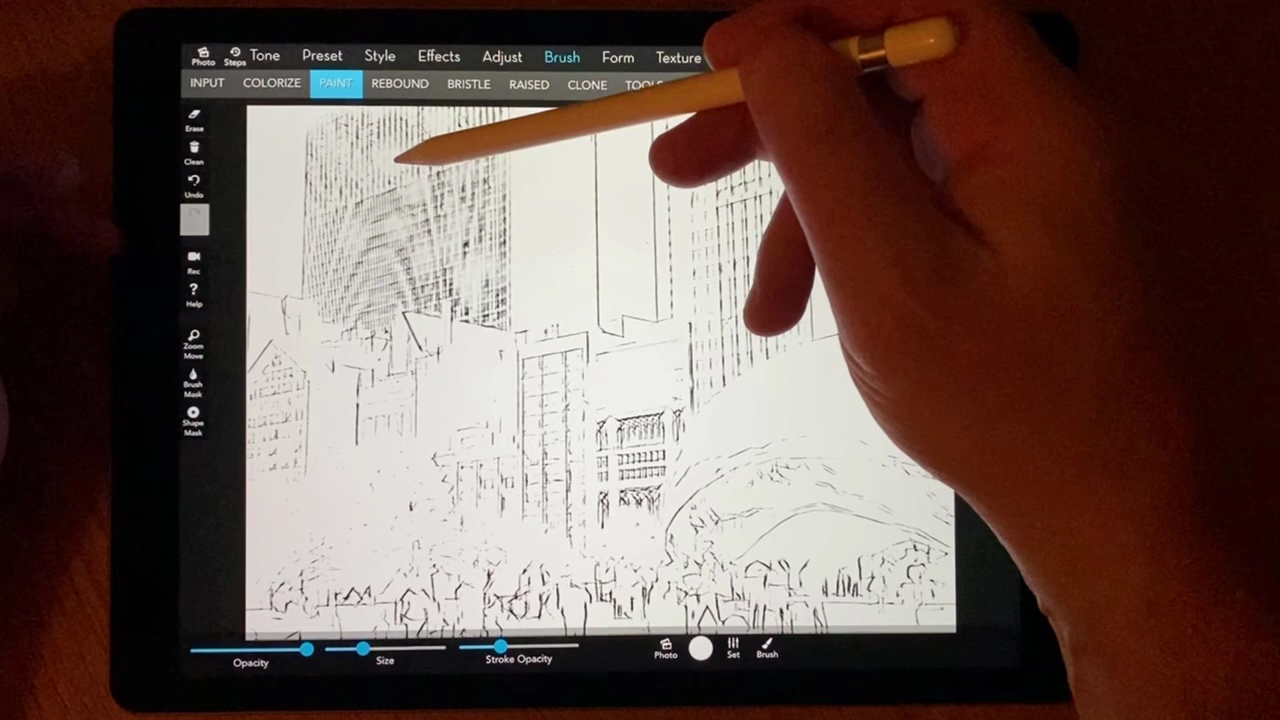 Photo Steps Tone Preset Style Effects Adjust Brush Form Texture
INPUT COLORIZE PAINT REBOUND BRISTLE RAISED CLONE
Erase
Clean
Undo
Rec
?
Help
Zoom
Move
Brush
Mask
Shape
Mask
Opacity Size Stroke Opacity Photo Set Brush